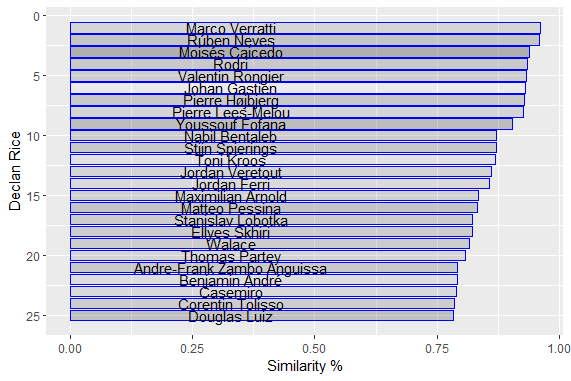 0
Marco Verratti
Rúben Neves
Moisés Caicedo
Rodri
5
Valentin Rongier
Johan Gastien
Pierre Højbjerg
Pierre Lees-Melou
Youssouf Fofana
10
Nabil Bentaleb
Stijn Spierings
Toni Kroos
Jordan Veretout
Jordan Ferri
15
Maximilian Arnold
Matteo Pessina
Stanislav Lobotka
Ellyes Skhiri
Walace
20
Thomas Partey
Andre-Frank Zambo Anguissa
Benjamin André
Casemiro
Corentin Tolisso
25
Douglas Luiz
Declan Rice
0.00 0.25 0.50 0.75 1.00
Similarity %